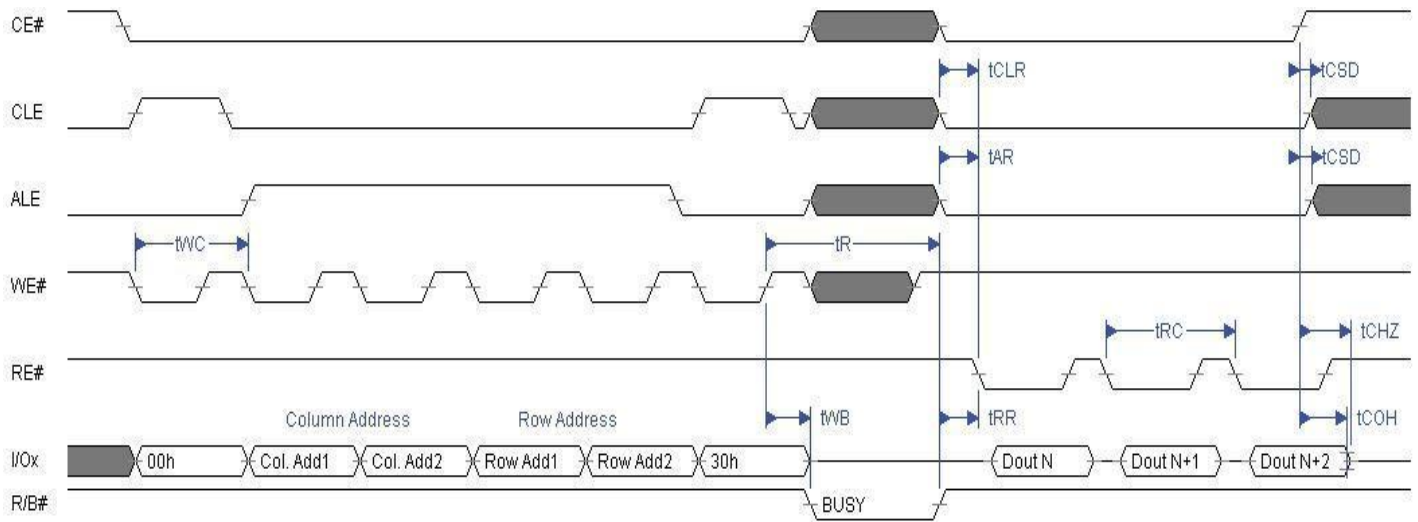 CE#
tCLR
tCSD
CLE
tAR
tCSD
ALE
tWC
tR
WE#
tRC
tCHZ
RE#
Column Address
Row Address
tWB
tRR
tCOH
I/Ox
00h
Col. Add1
Col. Add2
Row Add1
Row Add2
30h
Dout N
Dout N+1
Dout N+2
R/B#
BUSY